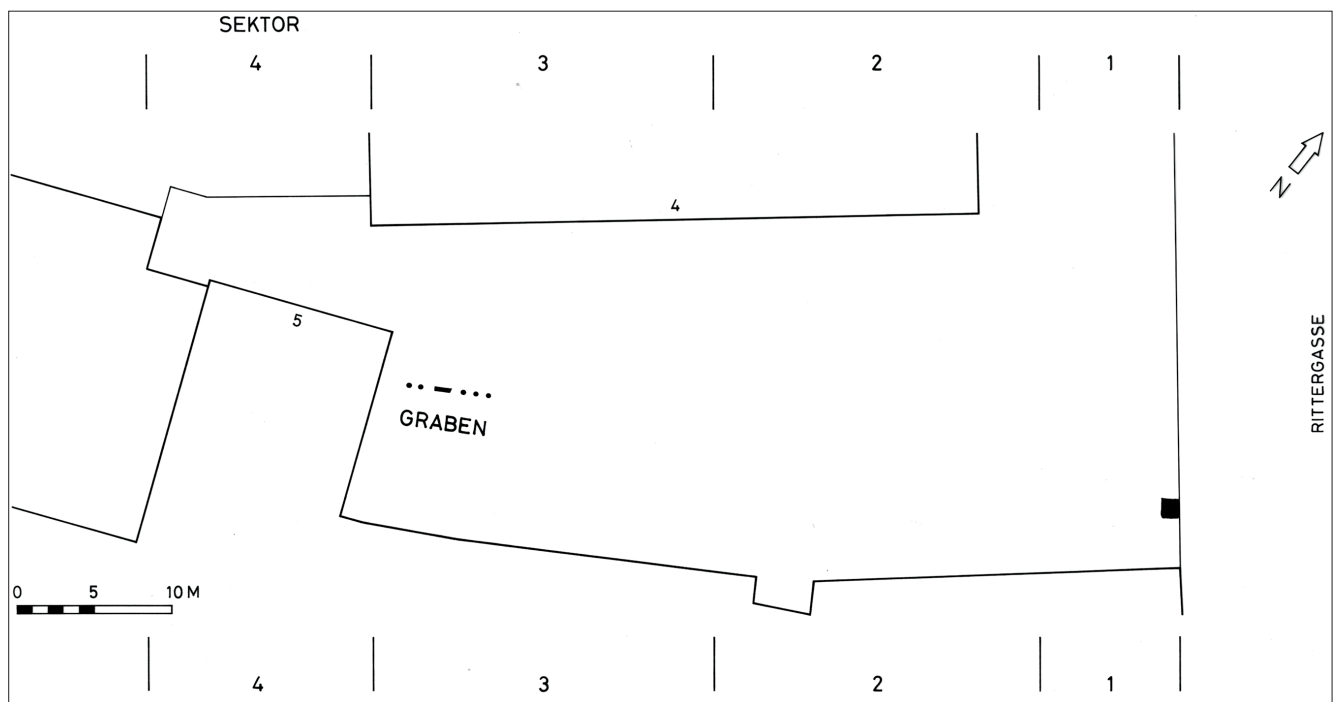 SEKTOR
4 3 2 1
N
4
5
RITTERGASSE
GRABEN
0 5 10 M
4 3 2 1